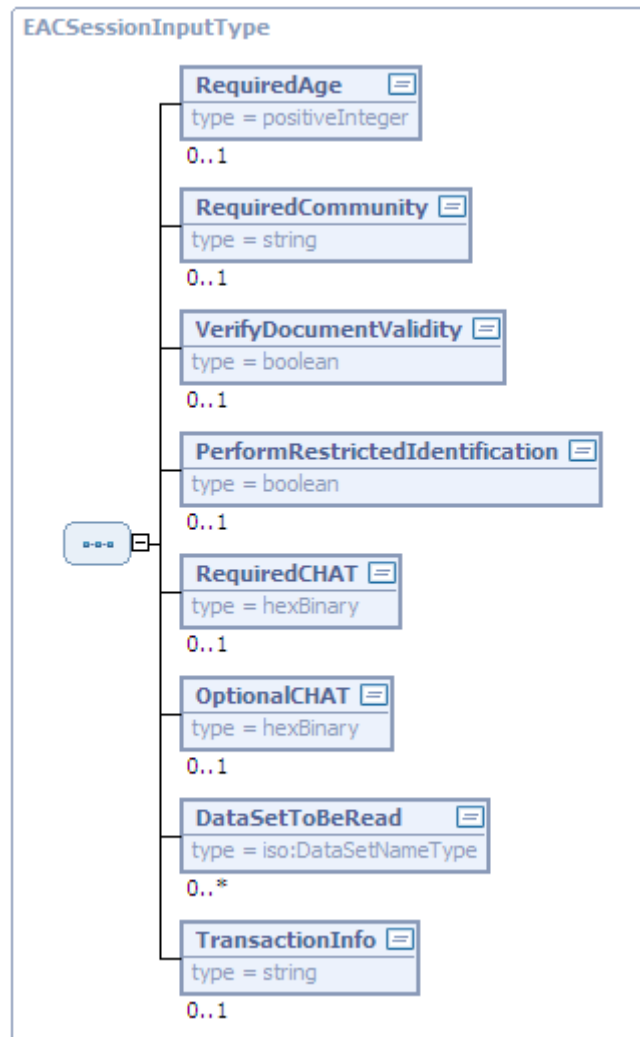 EACSessionInputType
RequiredAge
type = positiveInteger
0..1
RequiredCommunity
type = string
0..1
VerifyDocumentValidity
type = boolean
0..1
PerformRestrictedIdentification
type = boolean
0..1
RequiredCHAT
type = hexBinary
0..1
OptionalCHAT
type = hexBinary
0..1
DataSetToBeRead
type = iso:DataSetNameType
0..*
TransactionInfo
type = string
0..1